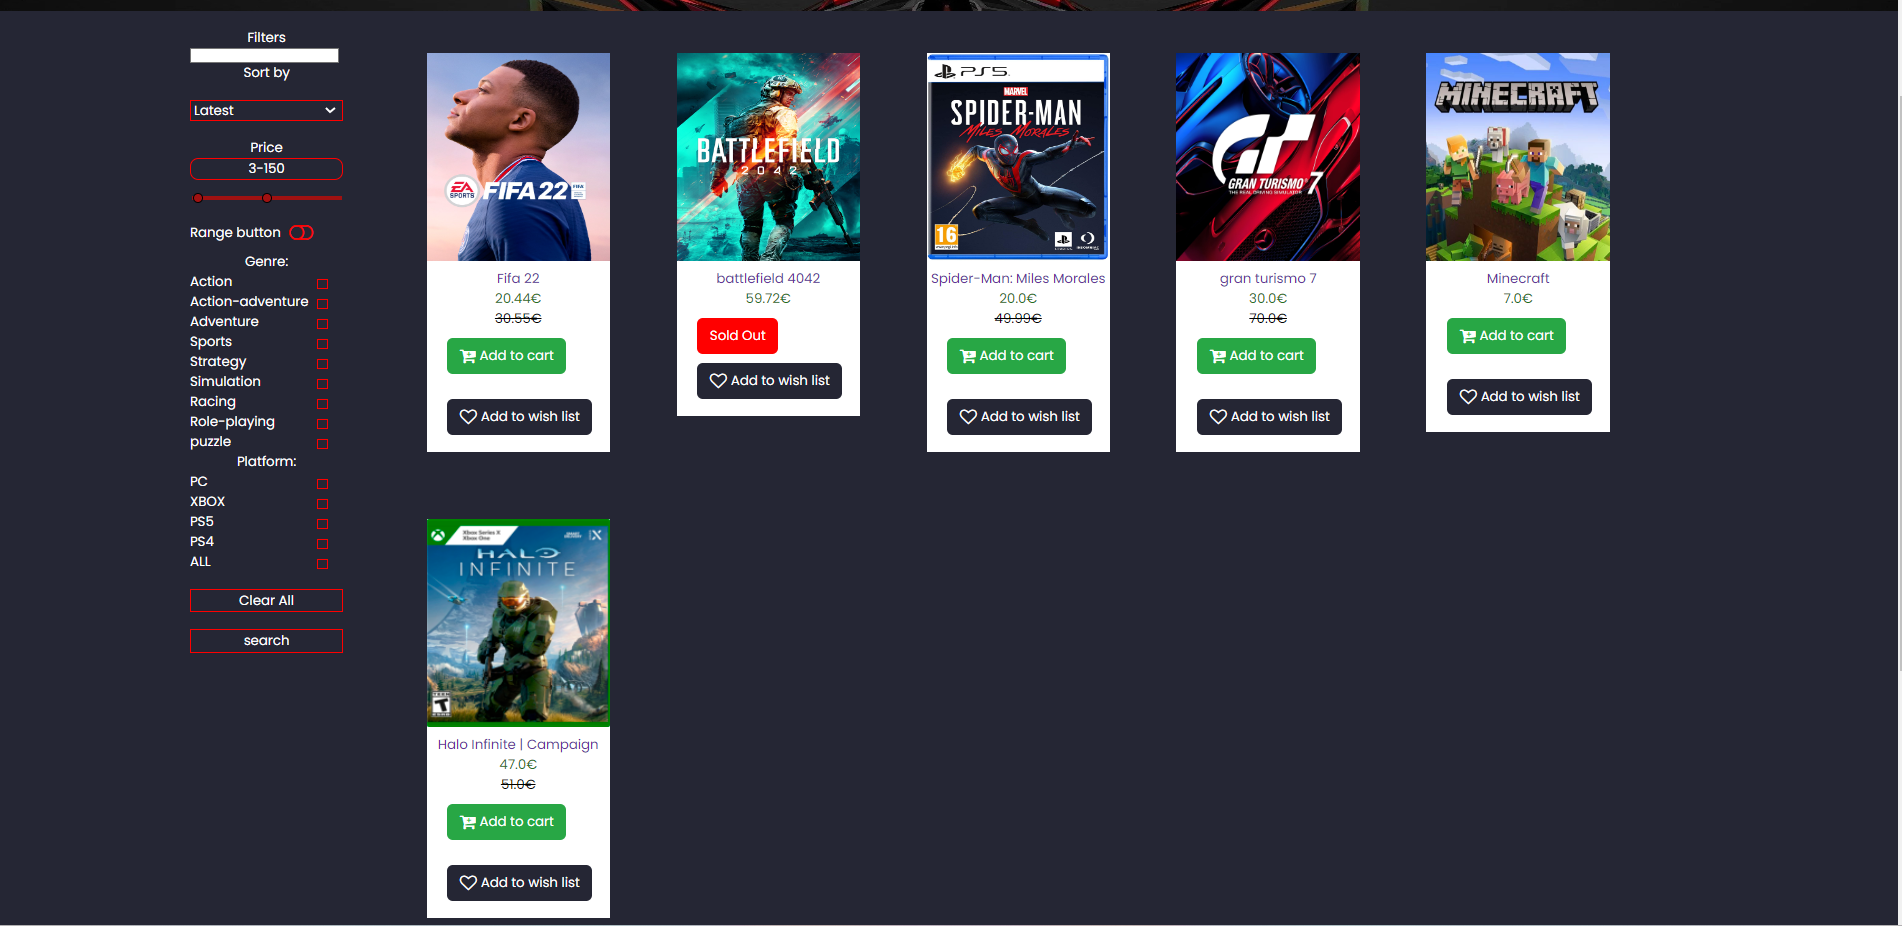 Filters
Sort by
Latest
Price
3-150
Range button
Genre:
Action
Action-adventure
Adventure
Sports
Strategy
Simulation
Racing
Role-playing
puzzle
Platform:
PC
XBOX
PS5
PS4
ALL
Clear All
search
EA
SPORTS
FIFA 22
FIFA
Fifa 22
20.44€
30.55€
Add to cart
Add to wish list
BATTLEFIELD
2042
battlefield 4042
59.72€
Sold Out
Add to wish list
PS5
MARVEL
SPIDER-MAN
MILES MORALES
16
Spider-Man: Miles Morales
20.0€
49.99€
Add to cart
Add to wish list
GT
GRAN TURISMO 7
THE REAL DRIVING SIMULATOR
gran turismo 7
30.0€
70.0€
Add to cart
Add to wish list
MINECRAFT
Minecraft
7.0€
Add to cart
Add to wish list
Xbox Series X
Xbox One
HALO
INFINITE
TEEN
T
Halo Infinite | Campaign
47.0€
51.0€
Add to cart
Add to wish list